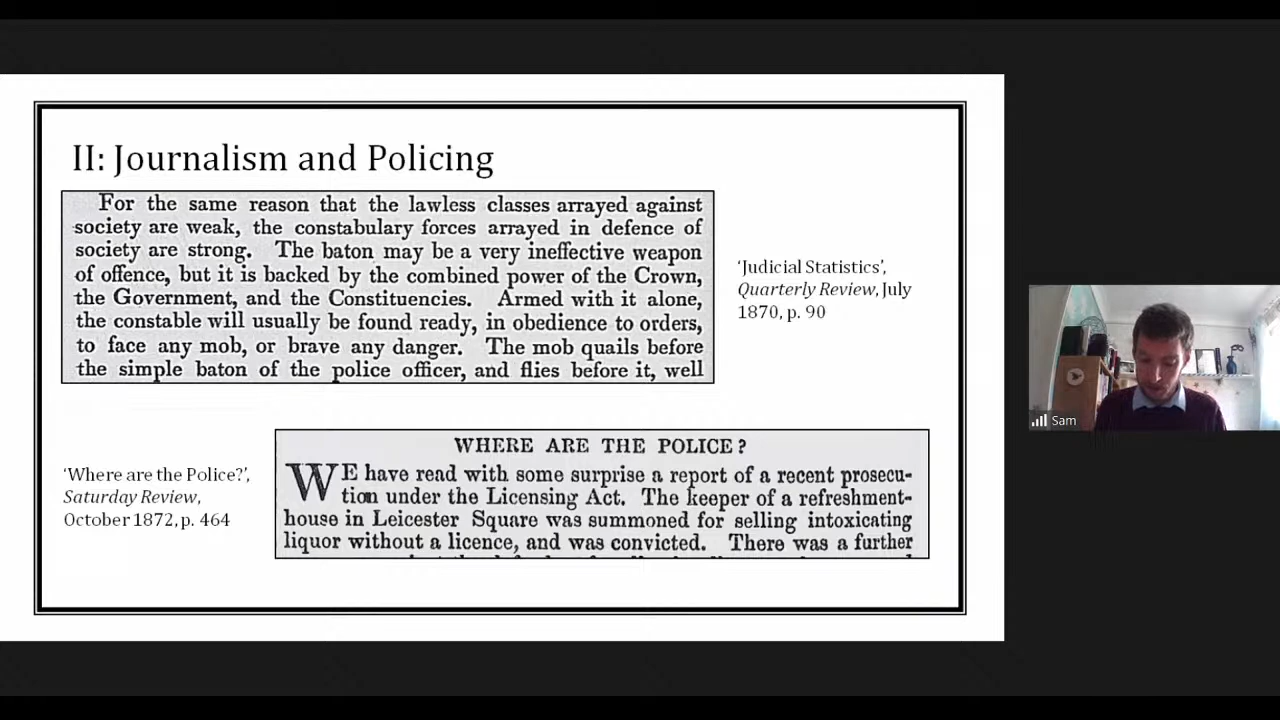 II: Journalism and Policing
For the same reason that the lawless classes arrayed against
society are weak, the constabulary forces arrayed in defence of
society are strong. The baton may be a very ineffective weapon
of offence, but it is backed by the combined power of the Crown,
the Government, and the Constituencies. Armed with it alone,
the constable will usually be found ready, in obedience to orders,
to face any mob, or brave any danger. The mob quails before
the simple baton of the police officer, and flies before it, well
‘Judicial Statistics’,
Quarterly Review, July
1870, p. 90
‘Where are the Police?’,
Saturday Review,
October 1872, p. 464
WHERE ARE THE POLICE?
WE have read with some surprise a report of a recent prosecu-
tion under the Licensing Act. The keeper of a refreshment-
house in Leicester Square was summoned for selling intoxicating
liquor without a licence, and was convicted. There was a further
Sam